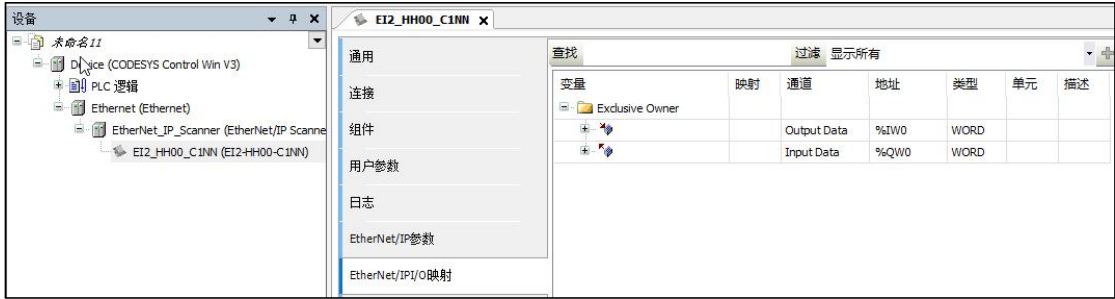 设备
未命名11
Device (CODESYS Control Win V3)
PLC 逻辑
Ethernet (Ethernet)
EtherNet_IP_Scanner (EtherNet/IP Scanne
EI2_HH00_C1NN (EI2-HH00-C1NN)
EI2_HH00_C1NN
通用
连接
组件
用户参数
日志
EtherNet/IP参数
EtherNet/IPI/O映射
查找 过滤 显示所有
变量 映射 通道 地址 类型 单元 描述
Exclusive Owner
Output Data %IW0 WORD
Input Data %QW0 WORD